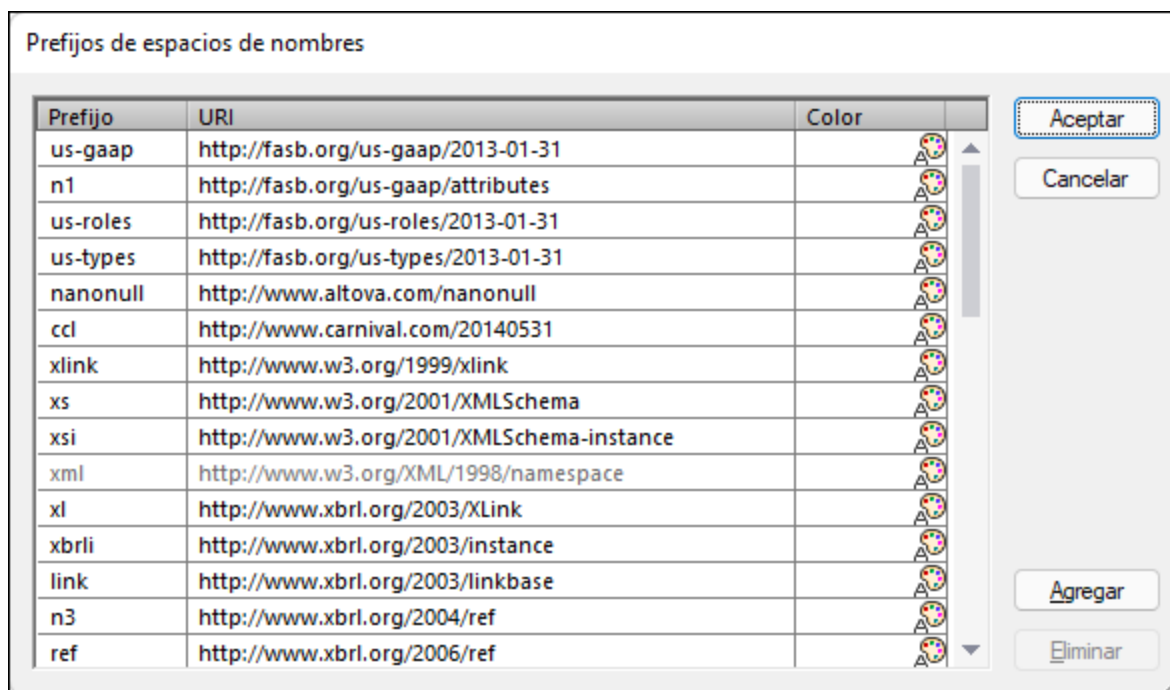 Prefijos de espacios de nombres
Prefijo URI Color
us-gaap http://fasb.org/us-gaap/2013-01-31
n1 http://fasb.org/us-gaap/attributes
us-roles http://fasb.org/us-roles/2013-01-31
us-types http://fasb.org/us-types/2013-01-31
nanonull http://www.altova.com/nanonull
ccl http://www.carnival.com/20140531
xlink http://www.w3.org/1999/xlink
xs http://www.w3.org/2001/XMLSchema
xsi http://www.w3.org/2001/XMLSchema-instance
xml http://www.w3.org/XML/1998/namespace
xl http://www.xbrl.org/2003/XLink
xbrli http://www.xbrl.org/2003/instance
link http://www.xbrl.org/2003/linkbase
n3 http://www.xbrl.org/2004/ref
ref http://www.xbrl.org/2006/ref
Aceptar
Cancelar
Agregar
Eliminar